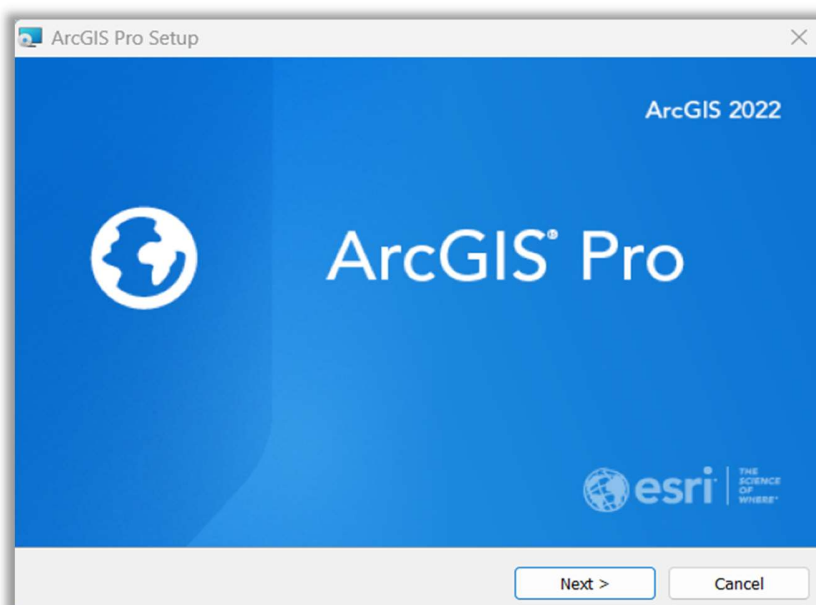 ArcGIS Pro Setup
ArcGIS 2022
ArcGIS® Pro
esri
THE
SCIENCE
OF
WHERE®
Next >
Cancel